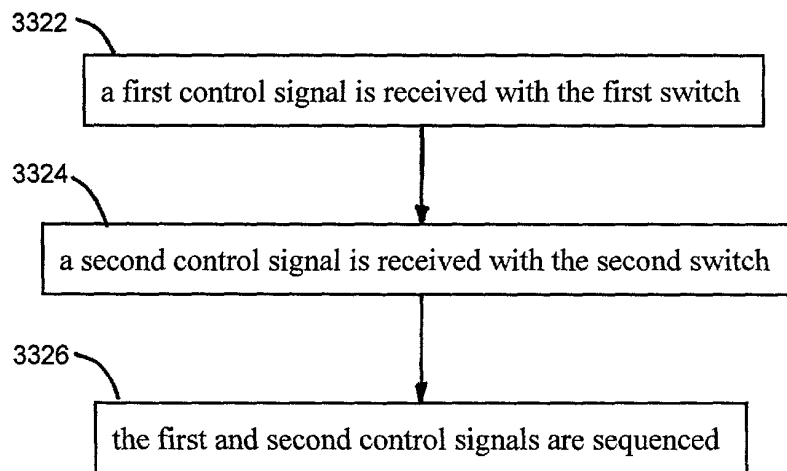 3322
a first control signal is received with the first switch
3324
a second control signal is received with the second switch
3326
the first and second control signals are sequenced